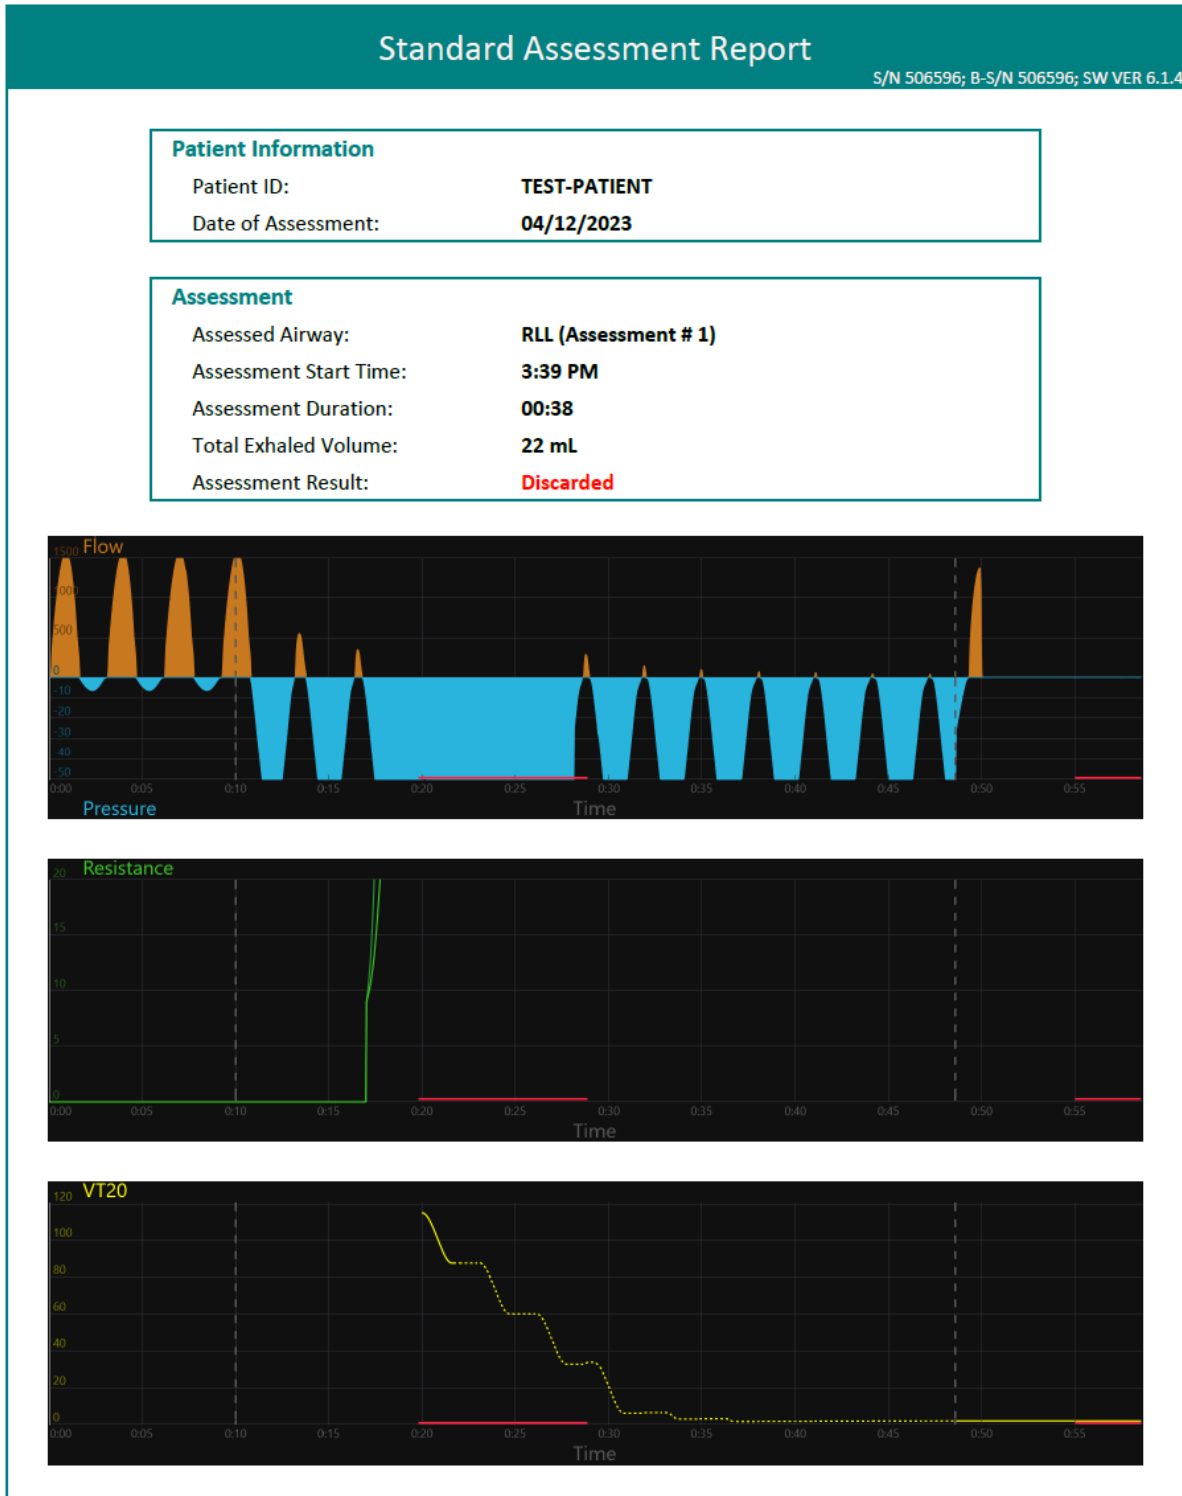 Standard Assessment Report
S/N 506596; B-S/N 506596; SW VER 6.1.4
Patient Information
Patient ID: TEST-PATIENT
Date of Assessment: 04/12/2023
Assessment
Assessed Airway: RLL (Assessment # 1)
Assessment Start Time: 3:39 PM
Assessment Duration: 00:38
Total Exhaled Volume: 22 mL
Assessment Result: Discarded
1500 Flow
1000
500
0
-10
-20
-30
-40
-50
0:00 0:05 0:10 0:15 0:20 0:25 0:30 0:35 0:40 0:45 0:50 0:55
Pressure Time
20 Resistance
15
10
5
0
0:00 0:05 0:10 0:15 0:20 0:25 0:30 0:35 0:40 0:45 0:50 0:55
Time
120 VT20
100
80
60
40
20
0
0:00 0:05 0:10 0:15 0:20 0:25 0:30 0:35 0:40 0:45 0:50 0:55
Time